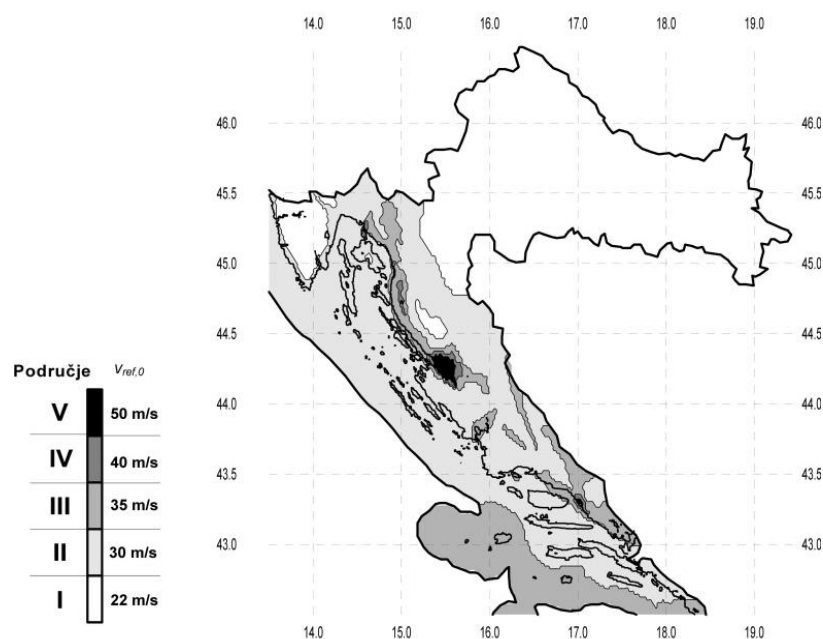 14.0 15.0 16.0 17.0 18.0 19.0
46.0 46.0
45.5 45.5
45.0 45.0
44.5 44.5
44.0 44.0
43.5 43.5
43.0 43.0
14.0 15.0 16.0 17.0 18.0 19.0
Područje Vref,0
V 50 m/s
IV 40 m/s
III 35 m/s
II 30 m/s
I 22 m/s